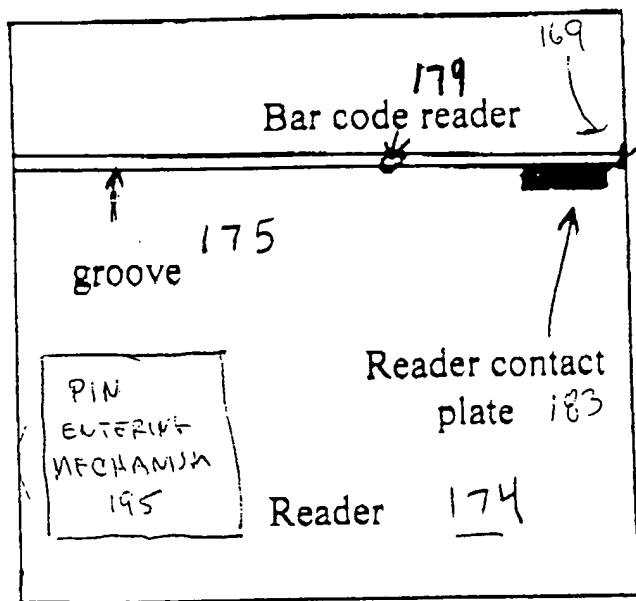 169
179
Bar code reader
175
groove
Reader contact
plate 183
PIN
ENTERING
MECHANISM
195
Reader 174